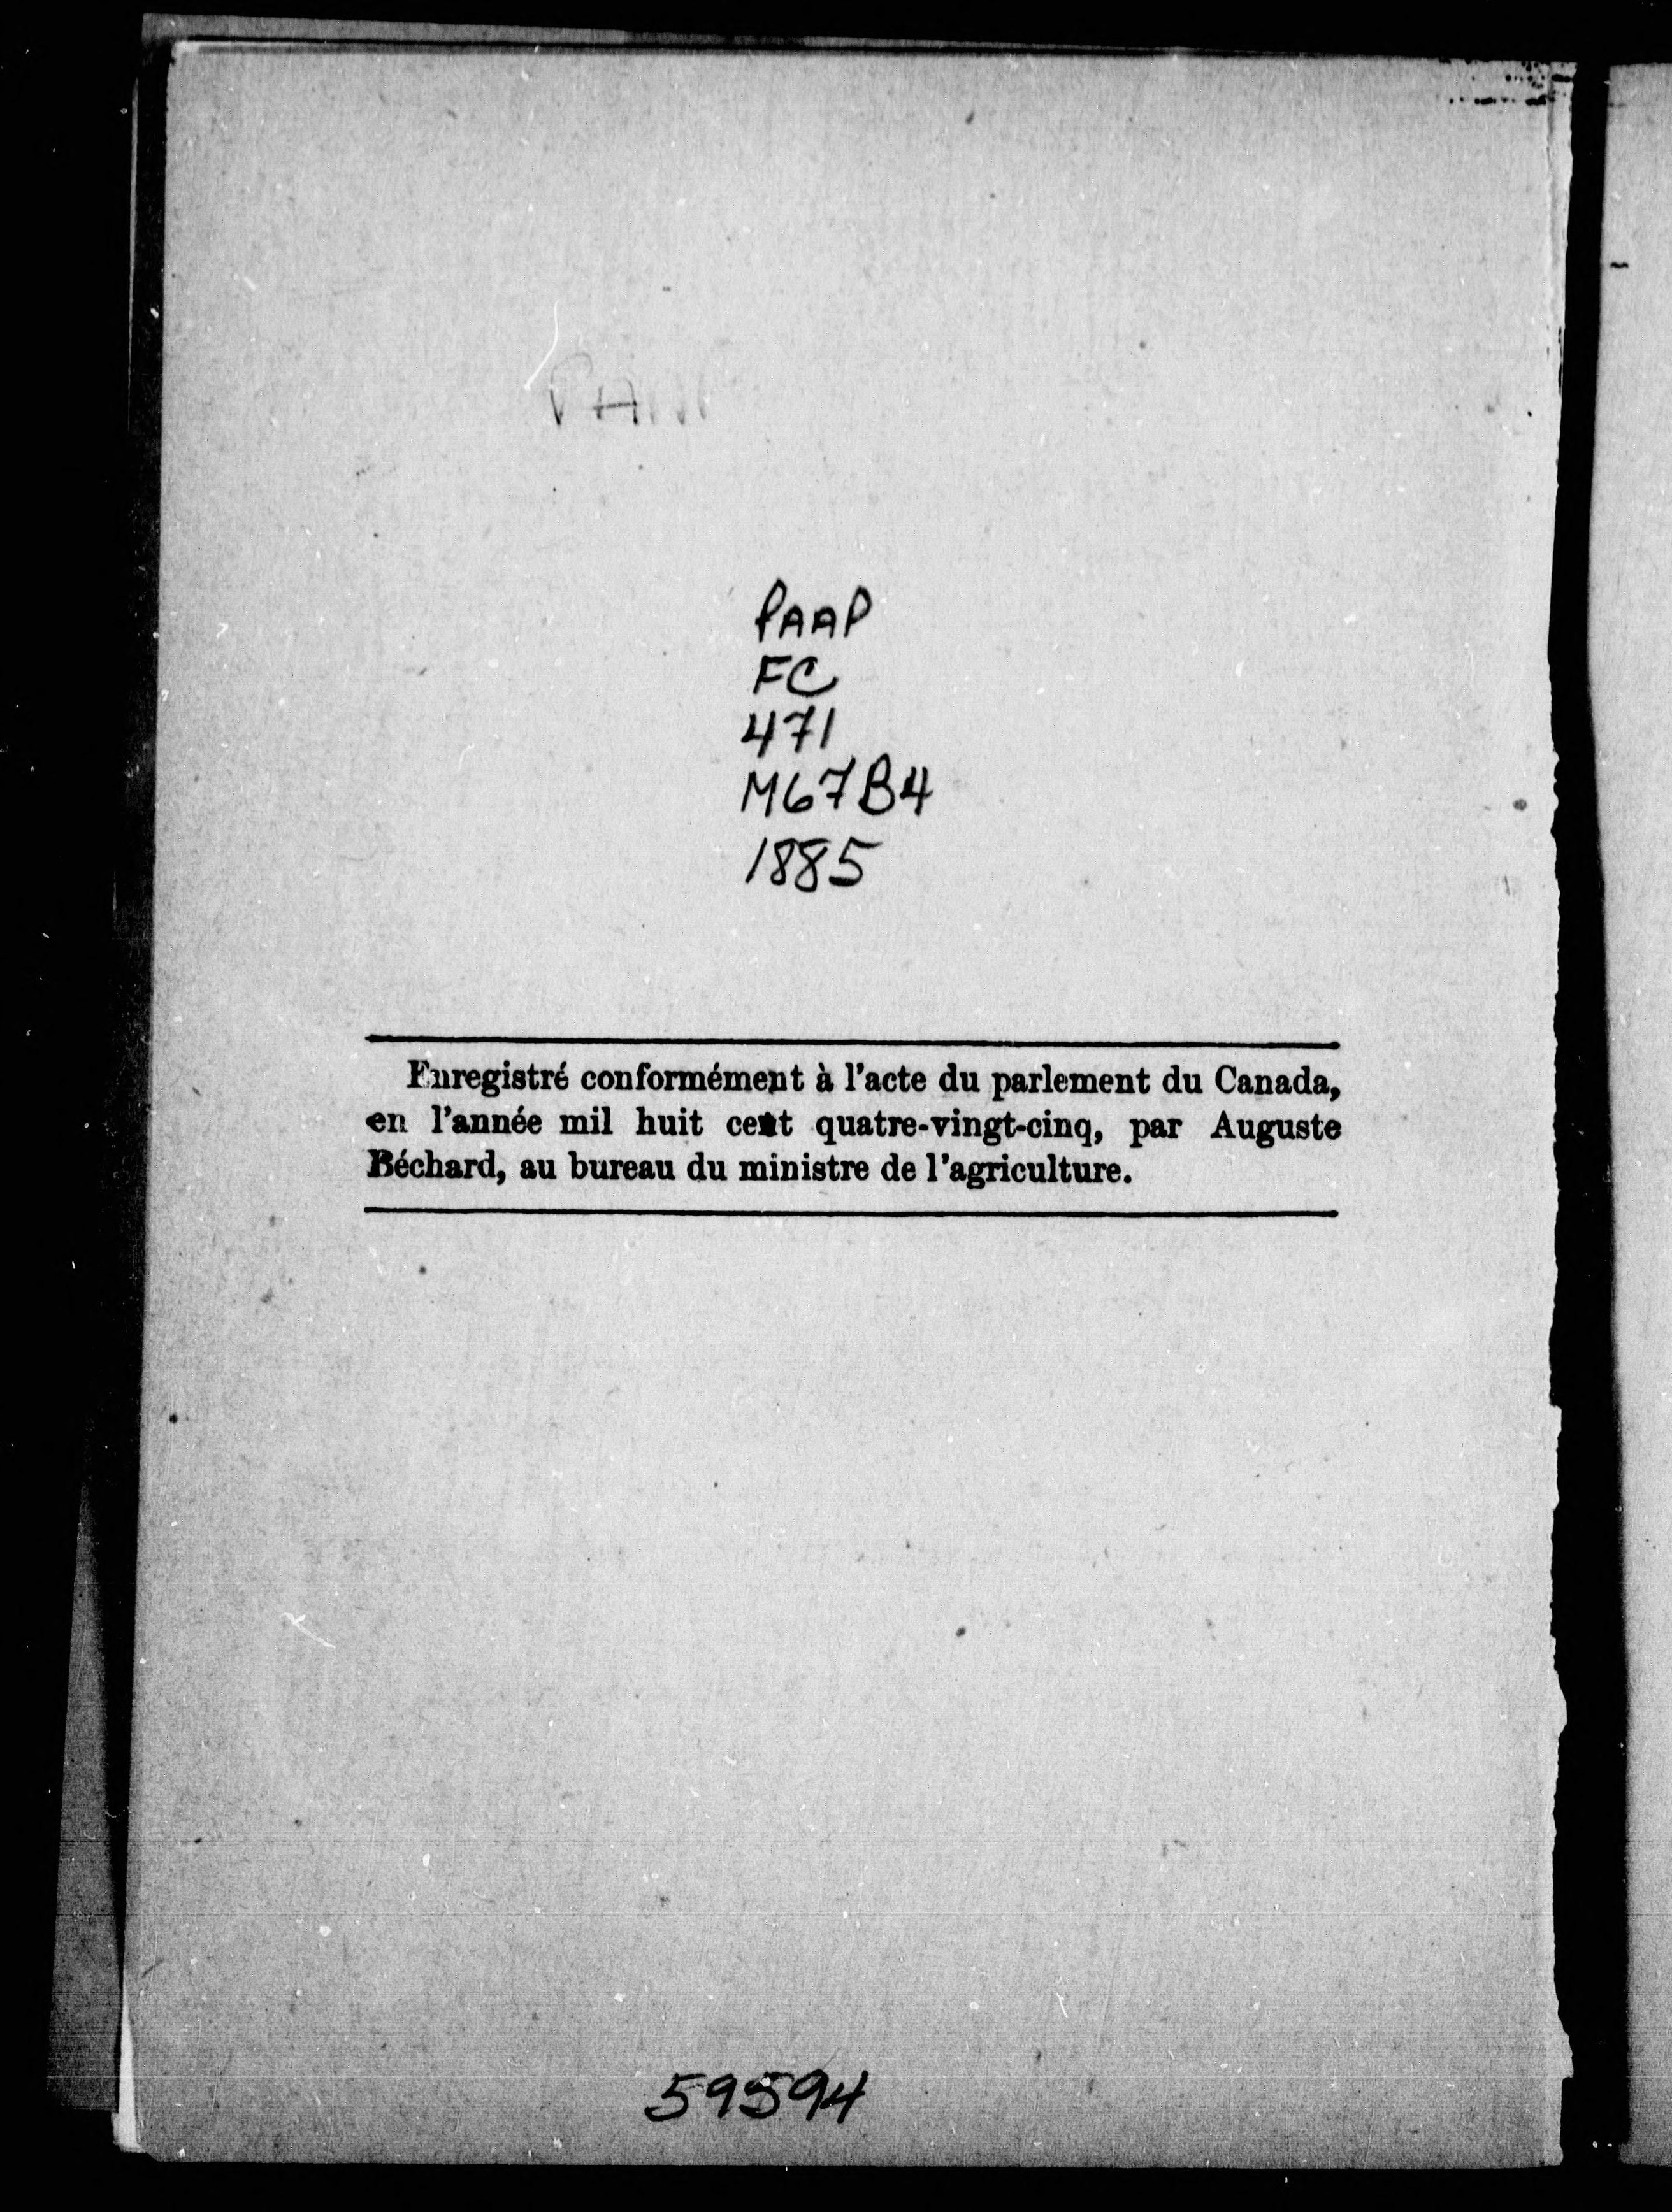 PAAP
FC
471
M67B4
1885
Enregistré conformément à l'acte du parlement du Canada,
en l'année mil huit cent quatre-vingt-cinq, par Auguste
Béchard, au bureau du ministre de l'agriculture.
59594